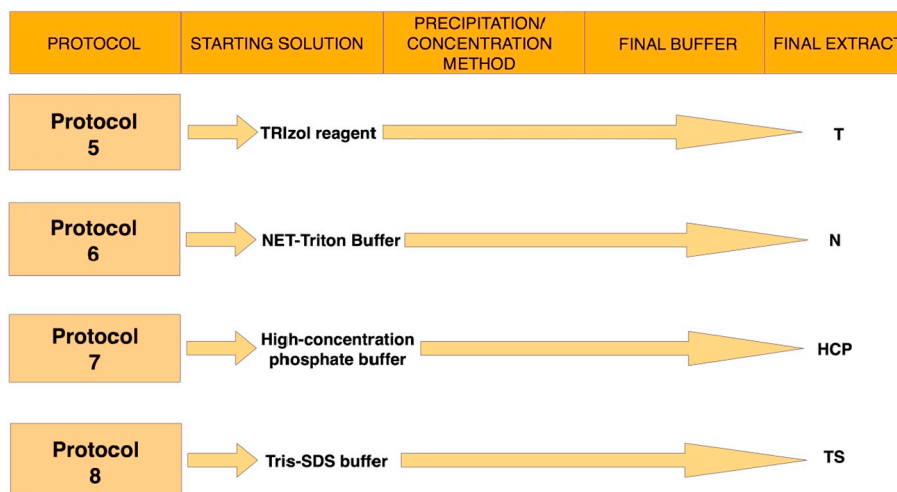 PROTOCOL
STARTING SOLUTION
PRECIPITATION/
CONCENTRATION
METHOD
FINAL BUFFER
FINAL EXTRACT
Protocol
5
TRIzol reagent
T
Protocol
6
NET-Triton Buffer
N
Protocol
7
High-concentration
phosphate buffer
HCP
Protocol
8
Tris-SDS buffer
TS